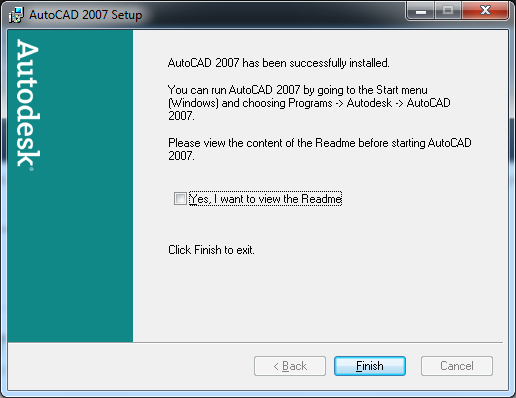 AutoCAD 2007 Setup
Autodesk®
AutoCAD 2007 has been successfully installed.
You can run AutoCAD 2007 by going to the Start menu
(Windows) and choosing Programs -> Autodesk -> AutoCAD
2007.
Please view the content of the Readme before starting AutoCAD
2007.
Yes, I want to view the Readme
Click Finish to exit.
< Back
Finish
Cancel